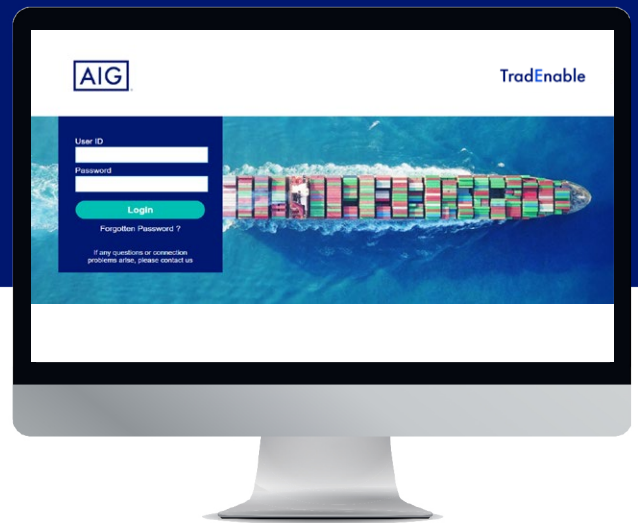 AIG
TradEnable
User ID
Password
Login
Forgotten Password ?
If any questions or connection
problems arise, please contact us